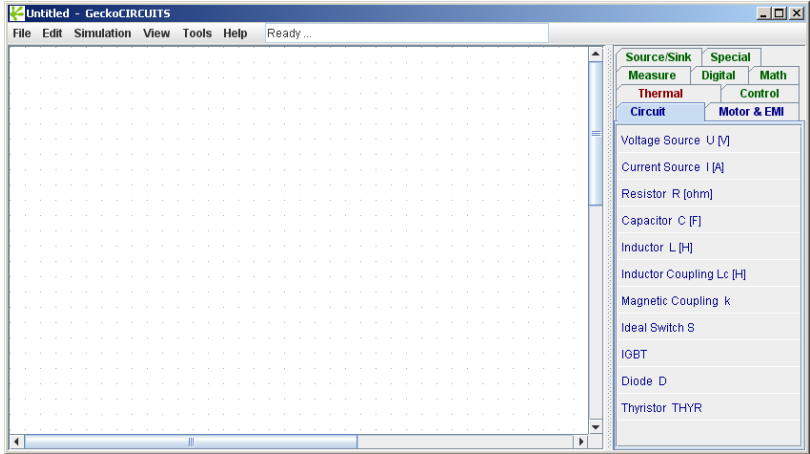 Untitled - GeckoCIRCUITS
File Edit Simulation View Tools Help Ready ...
Source/Sink Special
Measure Digital Math
Thermal Control
Circuit Motor & EMI
Voltage Source U [V]
Current Source I [A]
Resistor R [ohm]
Capacitor C [F]
Inductor L [H]
Inductor Coupling Lc [H]
Magnetic Coupling k
Ideal Switch S
IGBT
Diode D
Thyristor THYR